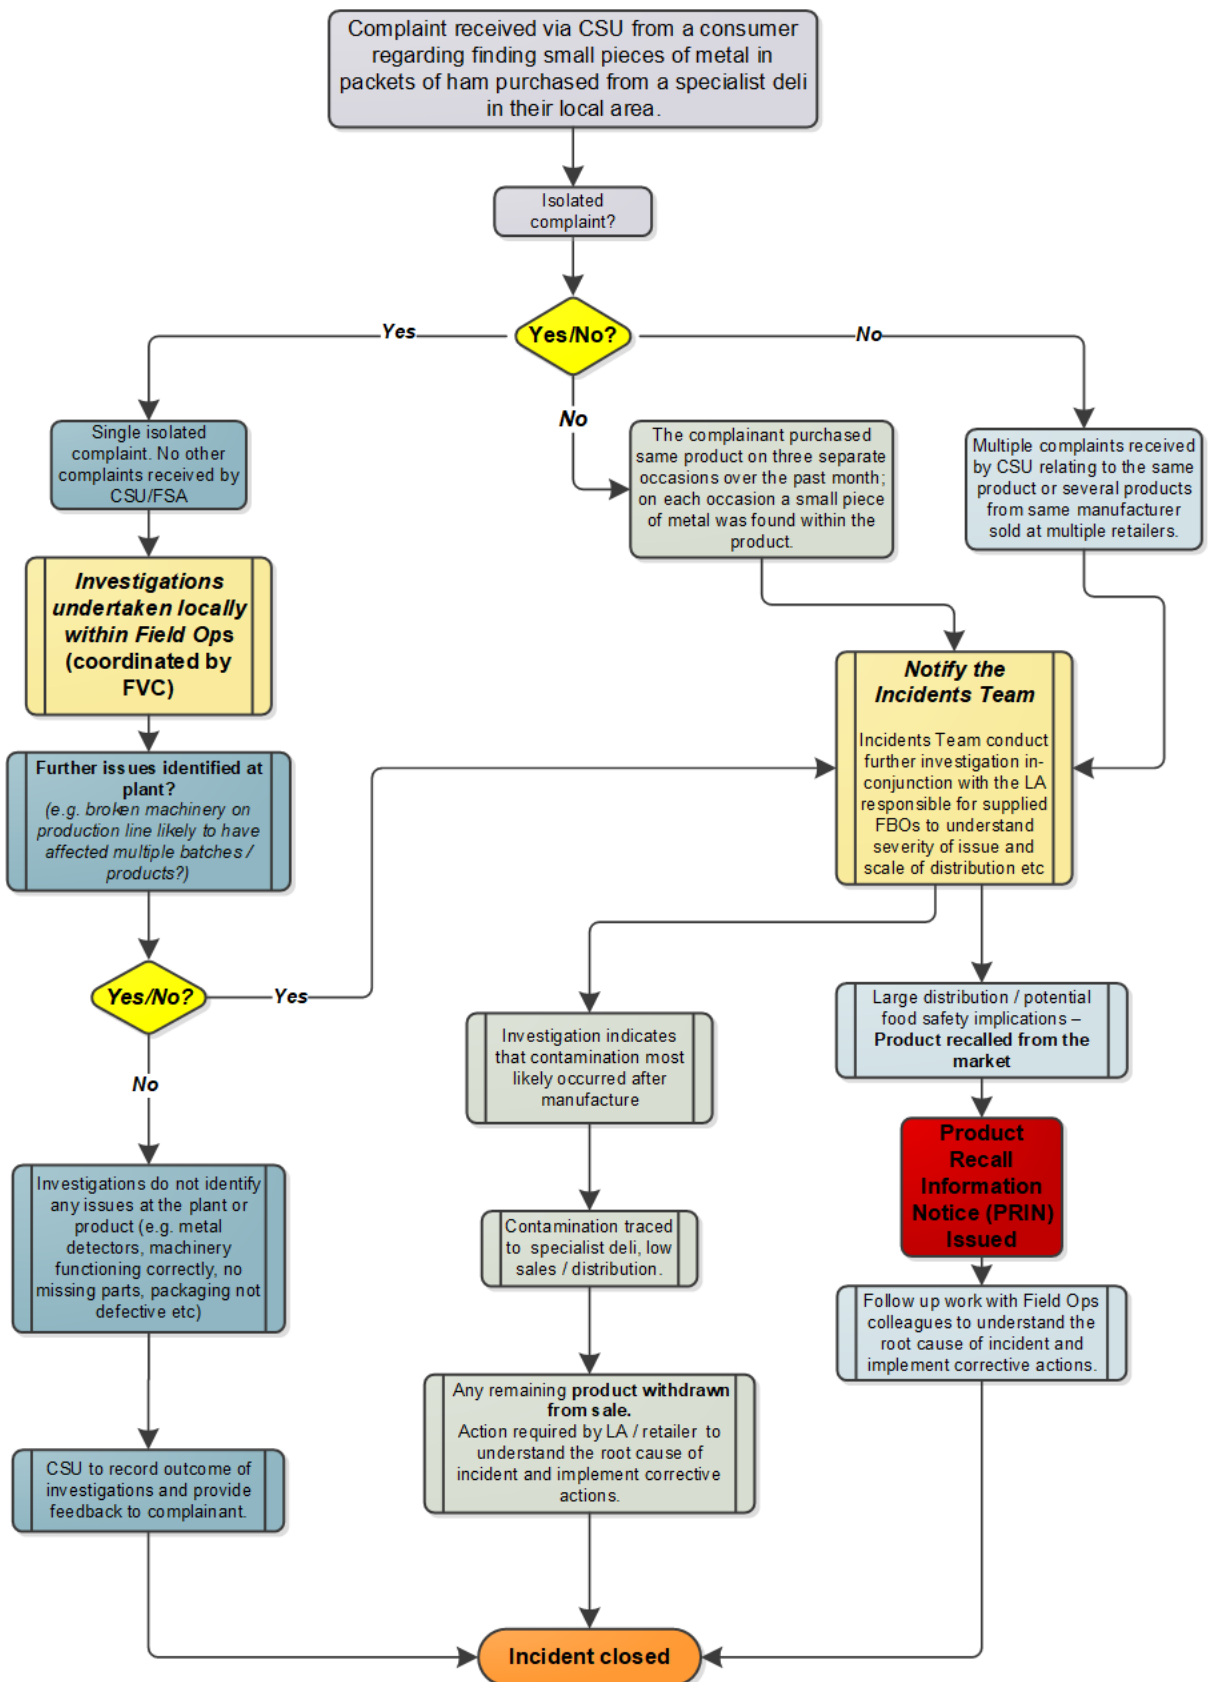 Complaint received via CSU from a consumer
regarding finding small pieces of metal in
packets of ham purchased from a specialist deli
in their local area.
Isolated
complaint?
Yes/No?
Yes
No
No
Single isolated
complaint. No other
complaints received by
CSU/FSA
The complainant purchased
same product on three separate
occasions over the past month;
on each occasion a small piece
of metal was found within the
product.
Multiple complaints received
by CSU relating to the same
product or several products
from same manufacturer
sold at multiple retailers.
Investigations
undertaken locally
within Field Ops
(coordinated by
FVC)
Notify the
Incidents Team
Incidents Team conduct
further investigation in-
conjunction with the LA
responsible for supplied
FBOs to understand
severity of issue and
scale of distribution etc
Further issues identified at
plant?
(e.g. broken machinery on
production line likely to have
affected multiple batches /
products?)
Yes/No?
Yes
No
Investigation indicates
that contamination most
likely occurred after
manufacture
Large distribution / potential
food safety implications –
Product recalled from the
market
Product
Recall
Information
Notice (PRIN)
Issued
Investigations do not identify
any issues at the plant or
product (e.g. metal
detectors, machinery
functioning correctly, no
missing parts, packaging not
defective etc)
Contamination traced
to specialist deli, low
sales / distribution.
Follow up work with Field Ops
colleagues to understand the
root cause of incident and
implement corrective actions.
Any remaining product withdrawn
from sale.
Action required by LA / retailer to
understand the root cause of
incident and implement corrective
actions.
CSU to record outcome of
investigations and provide
feedback to complainant.
Incident closed